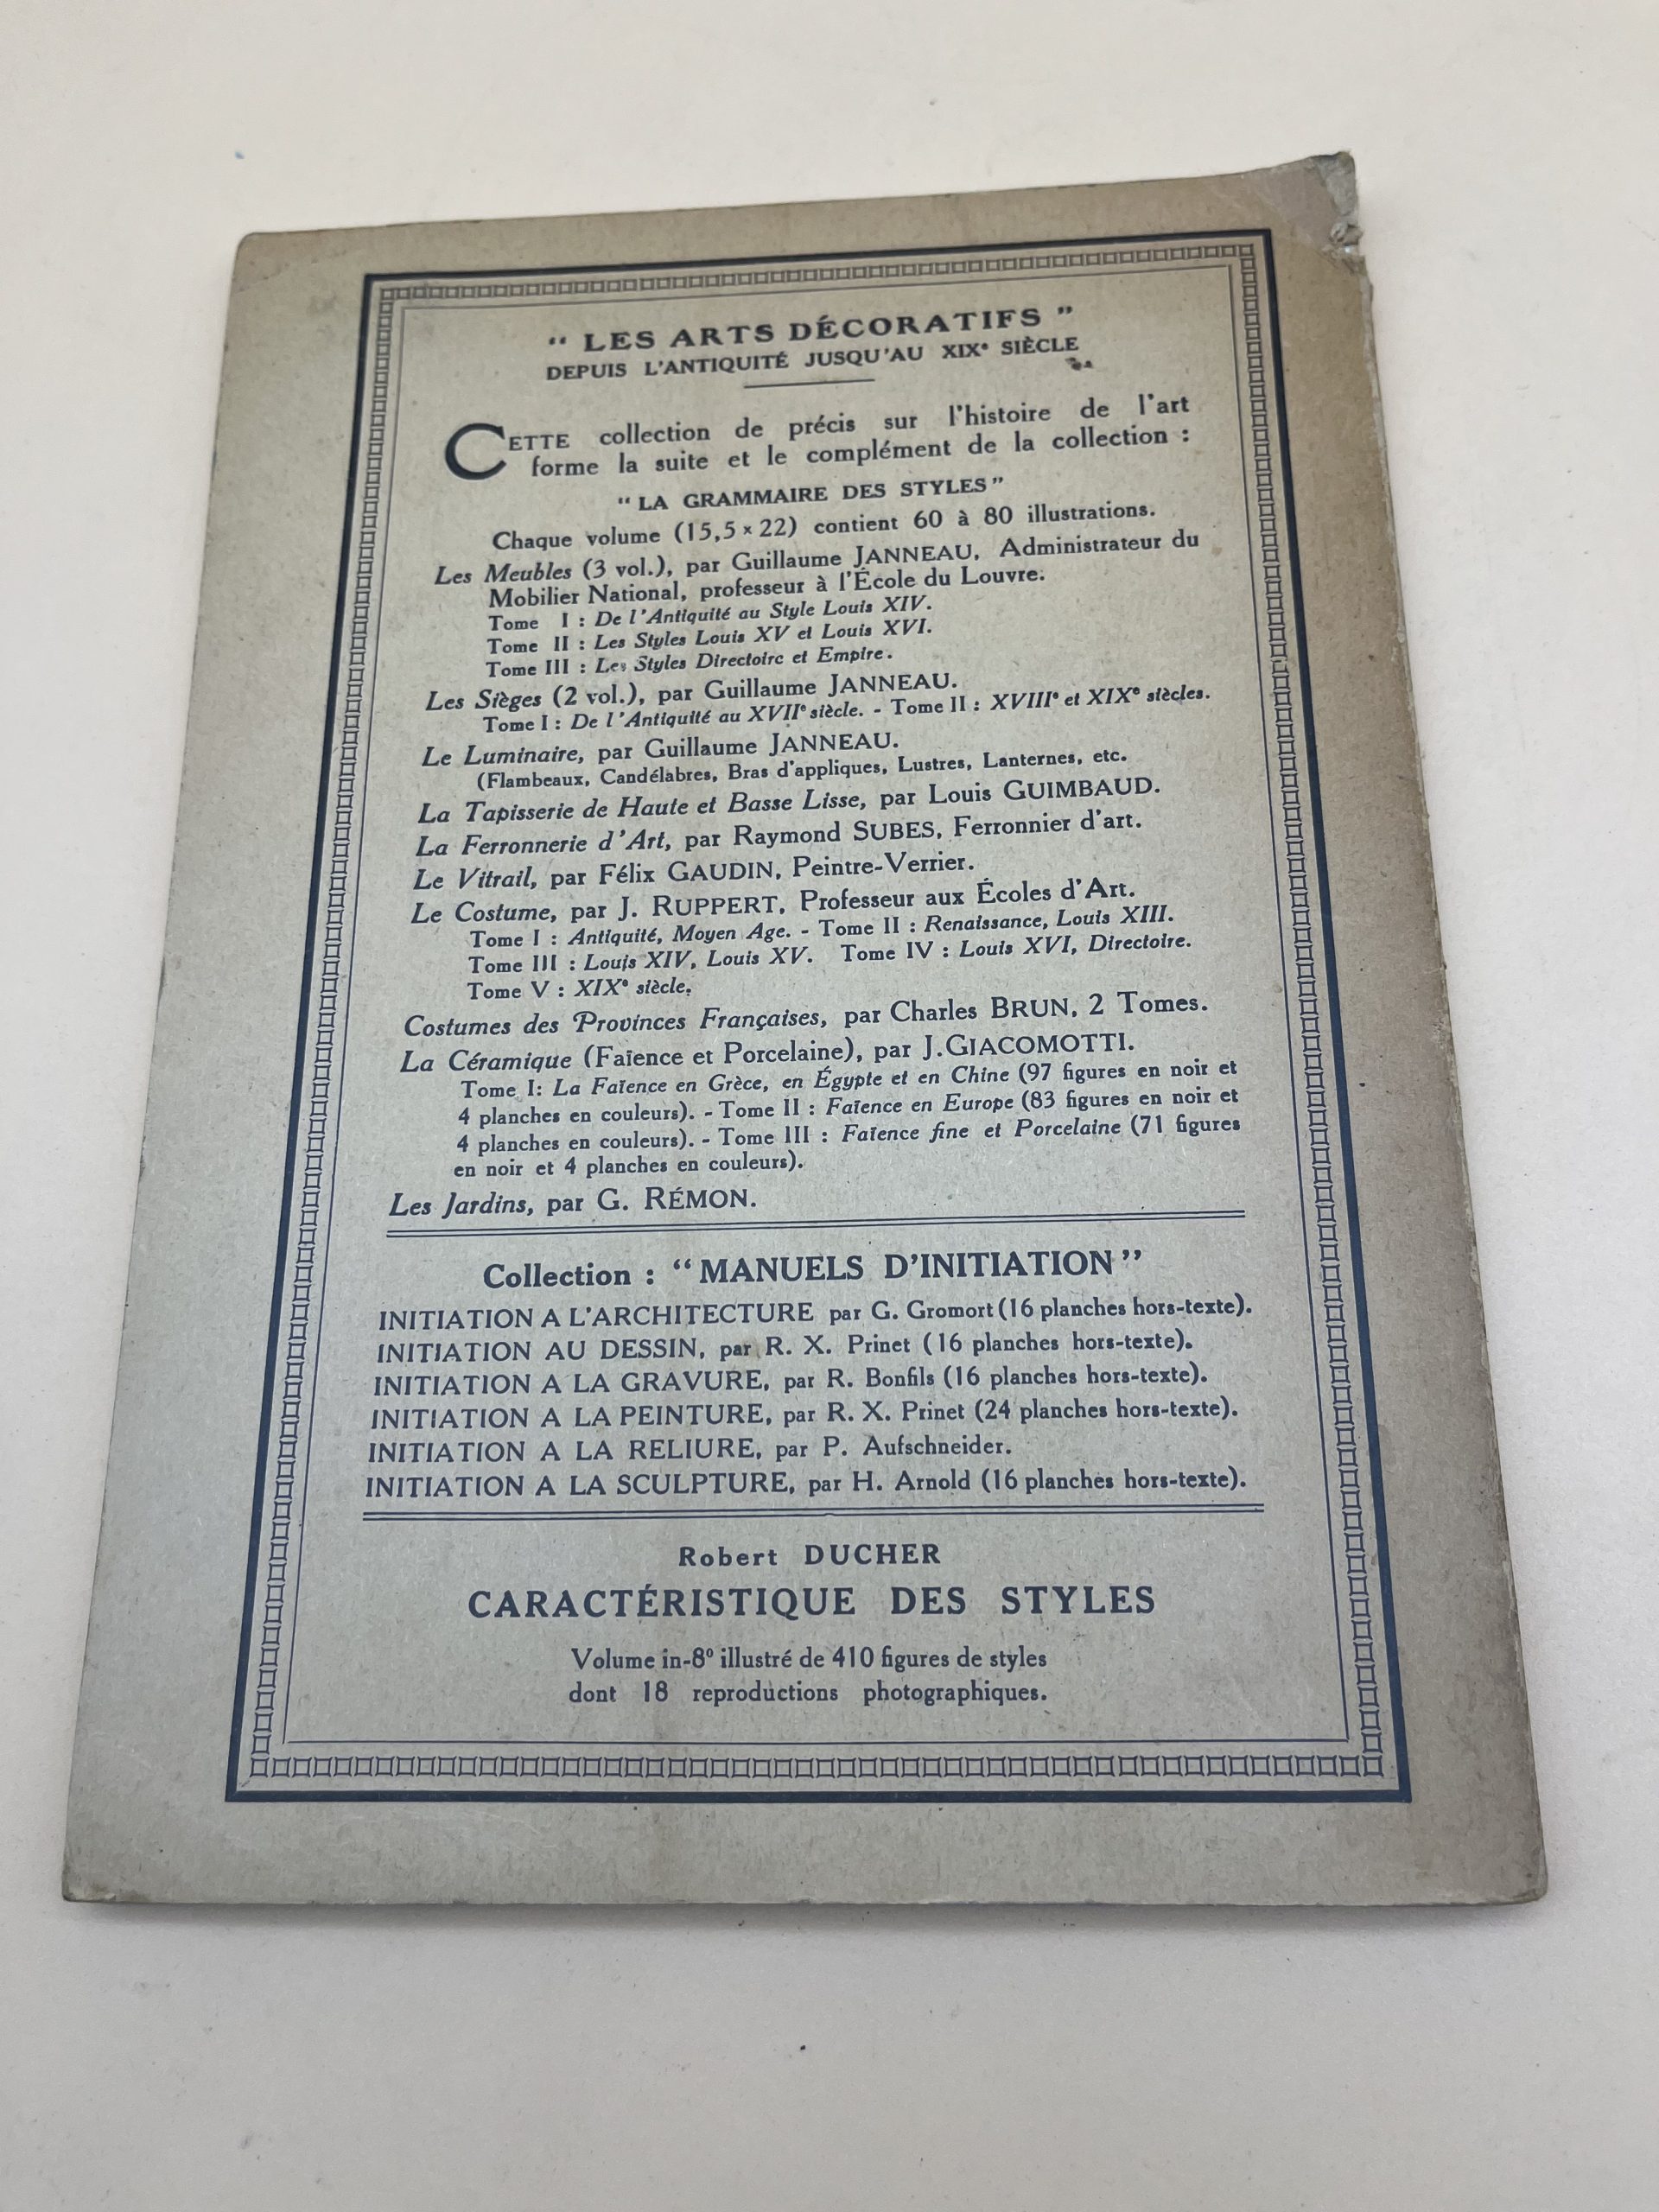 “ LES ARTS DÉCORATIFS ”
DEPUIS L'ANTIQUITÉ JUSQU'AU XIXe SIÈCLE
CETTE collection de précis sur l'histoire de l'art
forme la suite et le complément de la collection :
“ LA GRAMMAIRE DES STYLES ”
Chaque volume (15,5 × 22) contient 60 à 80 illustrations.
Les Meubles (3 vol.), par Guillaume JANNEAU, Administrateur du
Mobilier National, professeur à l'École du Louvre.
Tome I : De l'Antiquité au Style Louis XIV.
Tome II : Les Styles Louis XV et Louis XVI.
Tome III : Les Styles Directoire et Empire.
Les Sièges (2 vol.), par Guillaume JANNEAU.
Tome I : De l'Antiquité au XVIIe siècle. - Tome II : XVIIIe et XIXe siècles.
Le Luminaire, par Guillaume JANNEAU.
(Flambeaux, Candélabres, Bras d'appliques, Lustres, Lanternes, etc.
La Tapisserie de Haute et Basse Lisse, par Louis GUIMBAUD.
La Ferronnerie d'Art, par Raymond SUBES, Ferronnier d'art.
Le Vitrail, par Félix GAUDIN, Peintre-Verrier.
Le Costume, par J. RUPPERT, Professeur aux Écoles d'Art.
Tome I : Antiquité, Moyen Age. - Tome II : Renaissance, Louis XIII.
Tome III : Louis XIV, Louis XV. Tome IV : Louis XVI, Directoire.
Tome V : XIXe siècle.
Costumes des Provinces Françaises, par Charles BRUN, 2 Tomes.
La Céramique (Faïence et Porcelaine), par J. GIACOMOTTI.
Tome I : La Faïence en Grèce, en Égypte et en Chine (97 figures en noir et
4 planches en couleurs). - Tome II : Faïence en Europe (83 figures en noir et
4 planches en couleurs). - Tome III : Faïence fine et Porcelaine (71 figures
en noir et 4 planches en couleurs).
Les Jardins, par G. RÉMON.
Collection : “ MANUELS D'INITIATION ”
INITIATION A L'ARCHITECTURE par G. Gromort (16 planches hors-texte).
INITIATION AU DESSIN, par R. X. Prinet (16 planches hors-texte).
INITIATION A LA GRAVURE, par R. Bonfils (16 planches hors-texte).
INITIATION A LA PEINTURE, par R. X. Prinet (24 planches hors-texte).
INITIATION A LA RELIURE, par P. Aufschneider.
INITIATION A LA SCULPTURE, par H. Arnold (16 planches hors-texte).
Robert DUCHER
CARACTÉRISTIQUE DES STYLES
Volume in-8o illustré de 410 figures de styles
dont 18 reproductions photographiques.